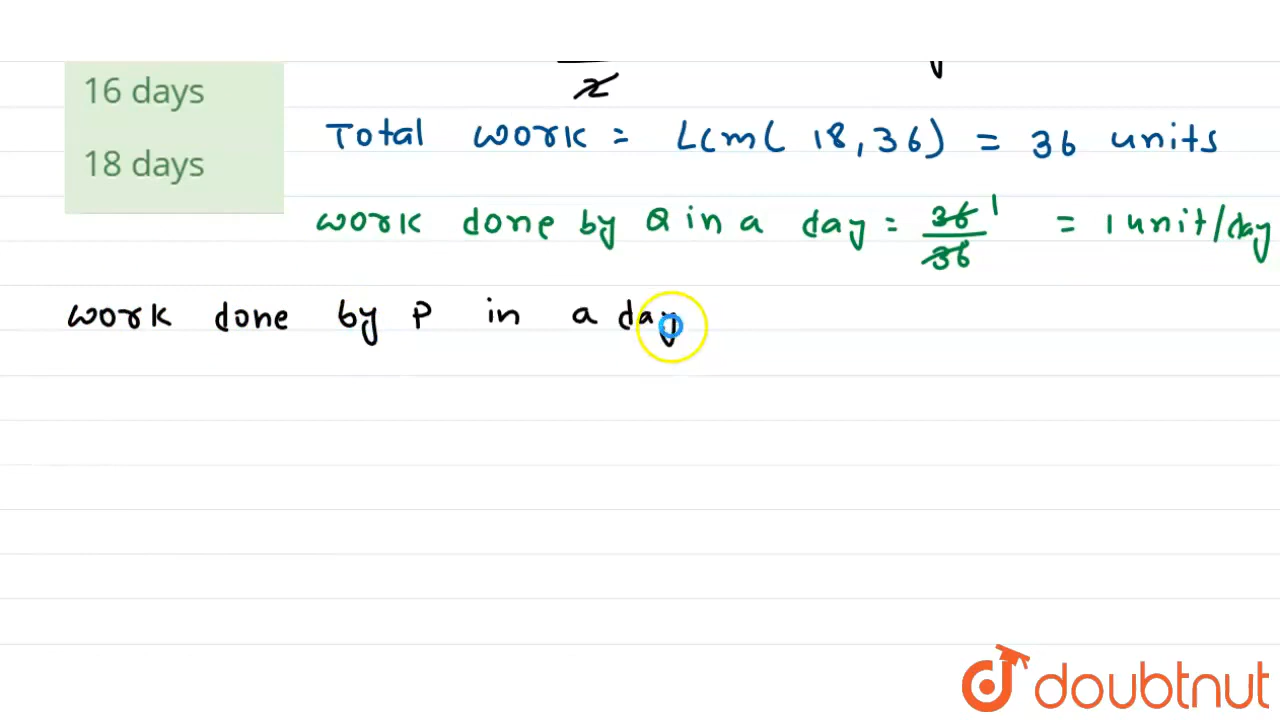 16 days
Total work = LCM( 18, 36) = 36 units
18 days
work done by Q in a day = 36 1 / 36 = 1 unit/day
work done by P in a day
doubtnut